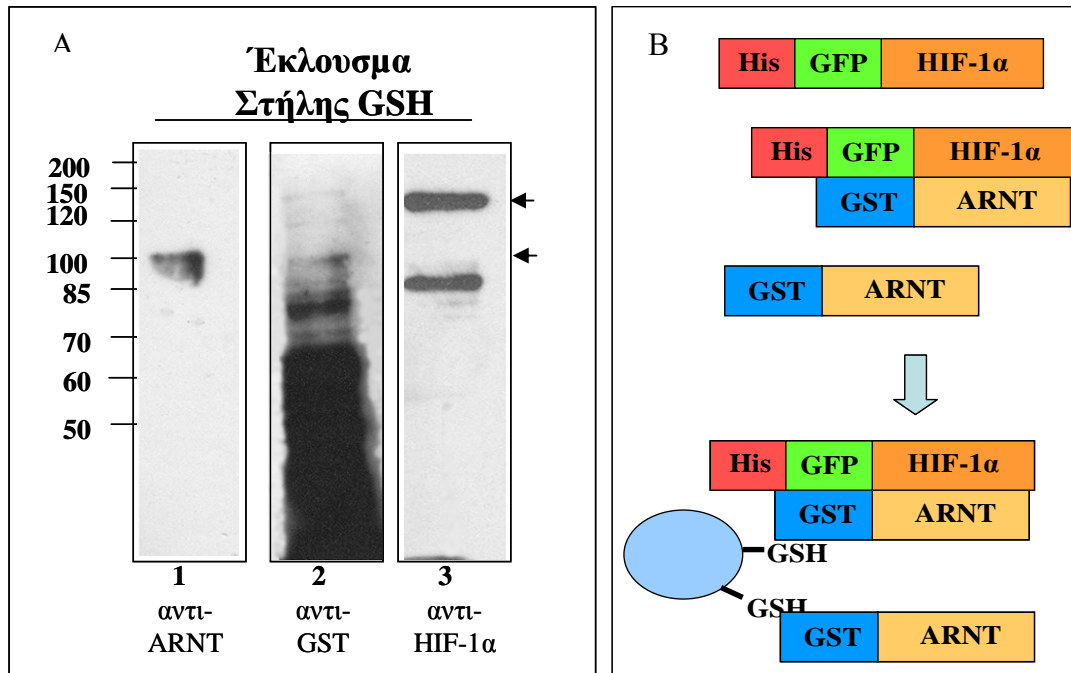 A
Έκλουσμα
Στήλης GSH
200
150
120
100
85
70
60
50
1
αντι-
ARNT
2
αντι-
GST
3
αντι-
HIF-1α
B
His GFP HIF-1α
His GFP HIF-1α
GST ARNT
GST ARNT
His GFP HIF-1α
GST ARNT
GSH
GSH
GST ARNT